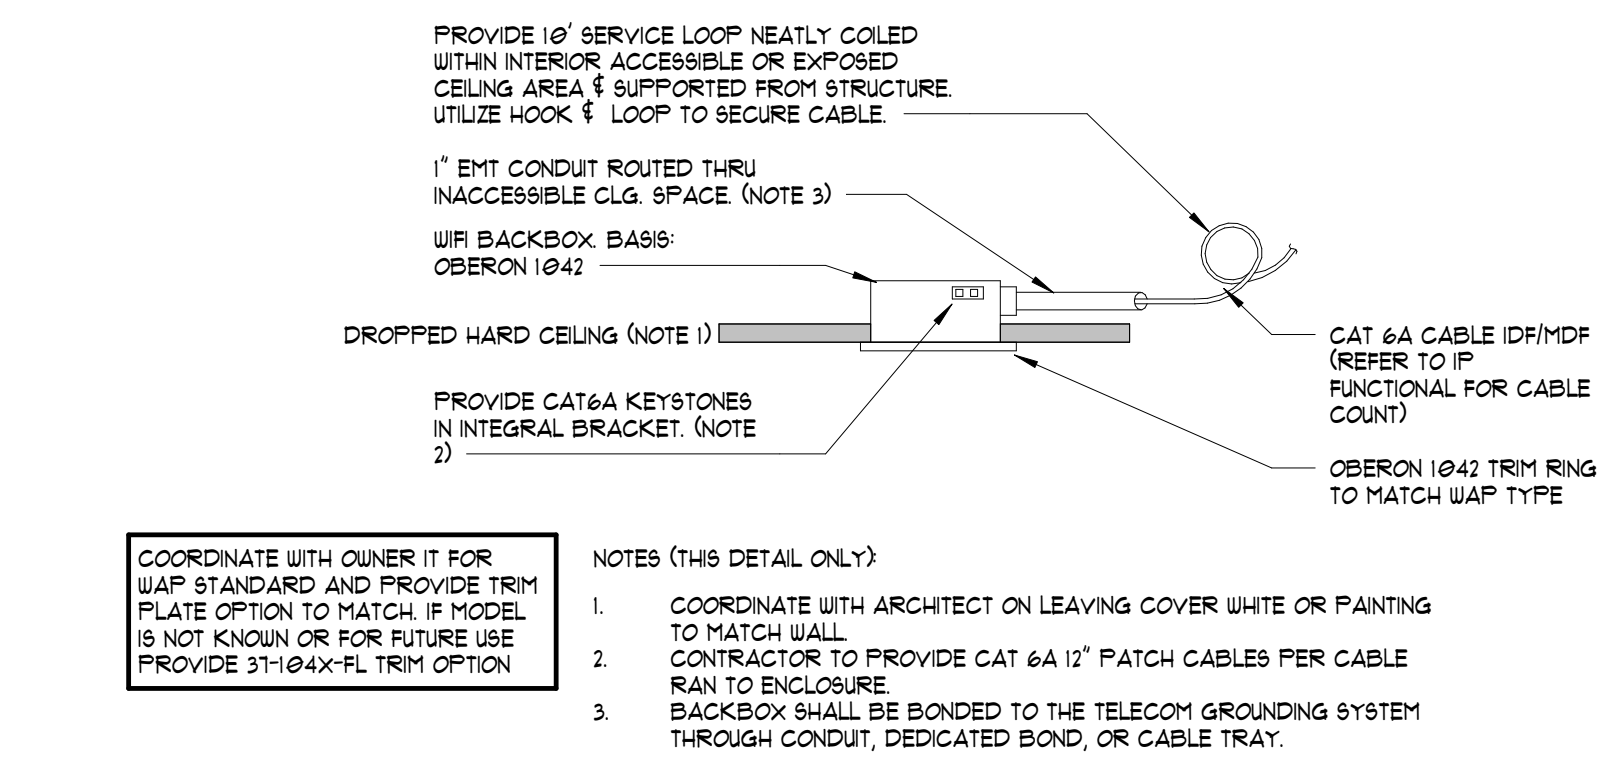 PROVIDE 10' SERVICE LOOP NEATLY COILED
WITHIN INTERIOR ACCESSIBLE OR EXPOSED
CEILING AREA & SUPPORTED FROM STRUCTURE.
UTILIZE HOOK & LOOP TO SECURE CABLE.
1" EMT CONDUIT ROUTED THRU
INACCESSIBLE CLG. SPACE. (NOTE 3)
WIFI BACKBOX. BASIS:
OBERON 1042
DROPPED HARD CEILING (NOTE 1)
PROVIDE CAT6A KEYSTONES
IN INTEGRAL BRACKET. (NOTE
2)
CAT 6A CABLE IDF/MDF
(REFER TO IP
FUNCTIONAL FOR CABLE
COUNT)
OBERON 1042 TRIM RING
TO MATCH WAP TYPE
COORDINATE WITH OWNER IT FOR
WAP STANDARD AND PROVIDE TRIM
PLATE OPTION TO MATCH. IF MODEL
IS NOT KNOWN OR FOR FUTURE USE
PROVIDE 37-104X-FL TRIM OPTION
NOTES (THIS DETAIL ONLY):
1. COORDINATE WITH ARCHITECT ON LEAVING COVER WHITE OR PAINTING
TO MATCH WALL.
2. CONTRACTOR TO PROVIDE CAT 6A 12" PATCH CABLES PER CABLE
RAN TO ENCLOSURE.
3. BACKBOX SHALL BE BONDED TO THE TELECOM GROUNDING SYSTEM
THROUGH CONDUIT, DEDICATED BOND, OR CABLE TRAY.